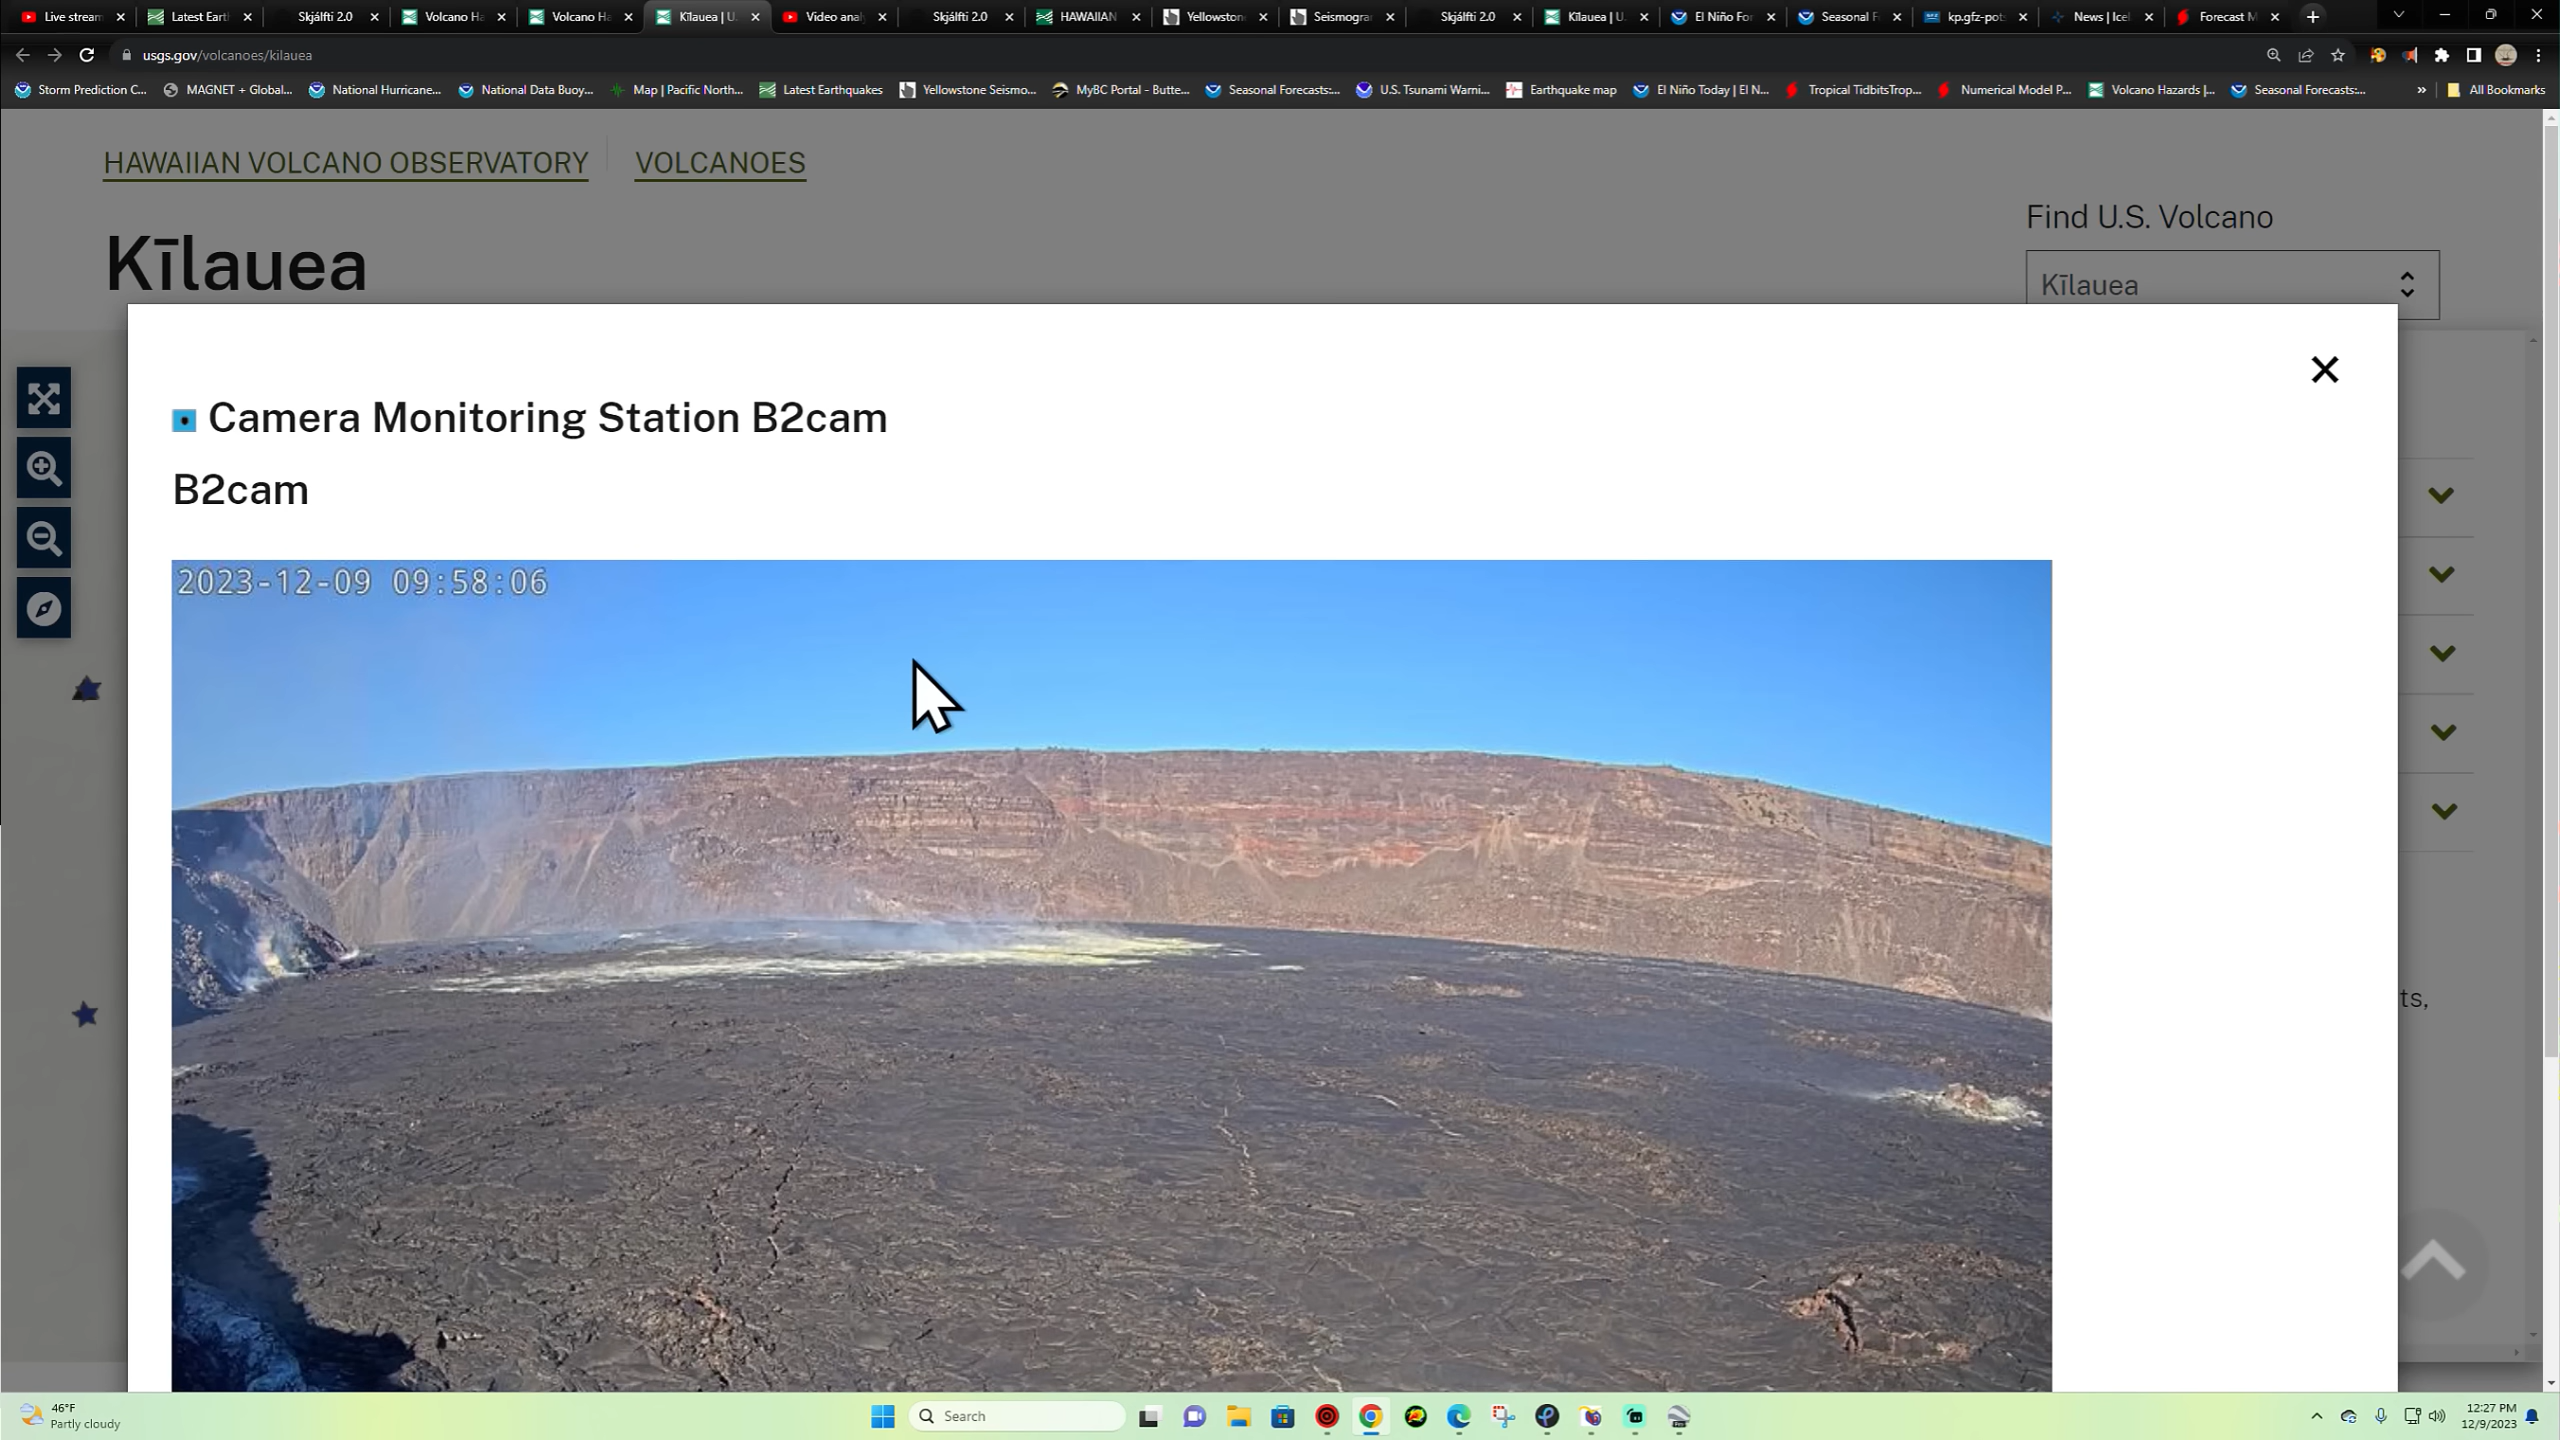 Live stream
Latest Eart
Skjálfti 2.0
Volcano Ha
Volcano Ha
Kīlauea | U.
Video anal
Skjálfti 2.0
HAWAIIAN
Yellowston
Seismogra
Skjálfti 2.0
Kīlauea | U.
El Niño For
Seasonal F
kp.gfz-pot
News | Icel
Forecast M
usgs.gov/volcanoes/kilauea
Storm Prediction C...
MAGNET + Global...
National Hurricane...
National Data Buoy...
Map | Pacific North...
Latest Earthquakes
Yellowstone Seismo...
MyBC Portal - Butte...
Seasonal Forecasts:...
U.S. Tsunami Warni...
Earthquake map
El Niño Today | El N...
Tropical TidbitsTrop...
Numerical Model P...
Volcano Hazards |...
Seasonal Forecasts:...
»
All Bookmarks
HAWAIIAN VOLCANO OBSERVATORY
VOLCANOES
Kīlauea
Find U.S. Volcano
Kīlauea
Camera Monitoring Station B2cam
B2cam
2023-12-09 09:58:06
ts,
46°F
Partly cloudy
Search
12:27 PM
12/9/2023